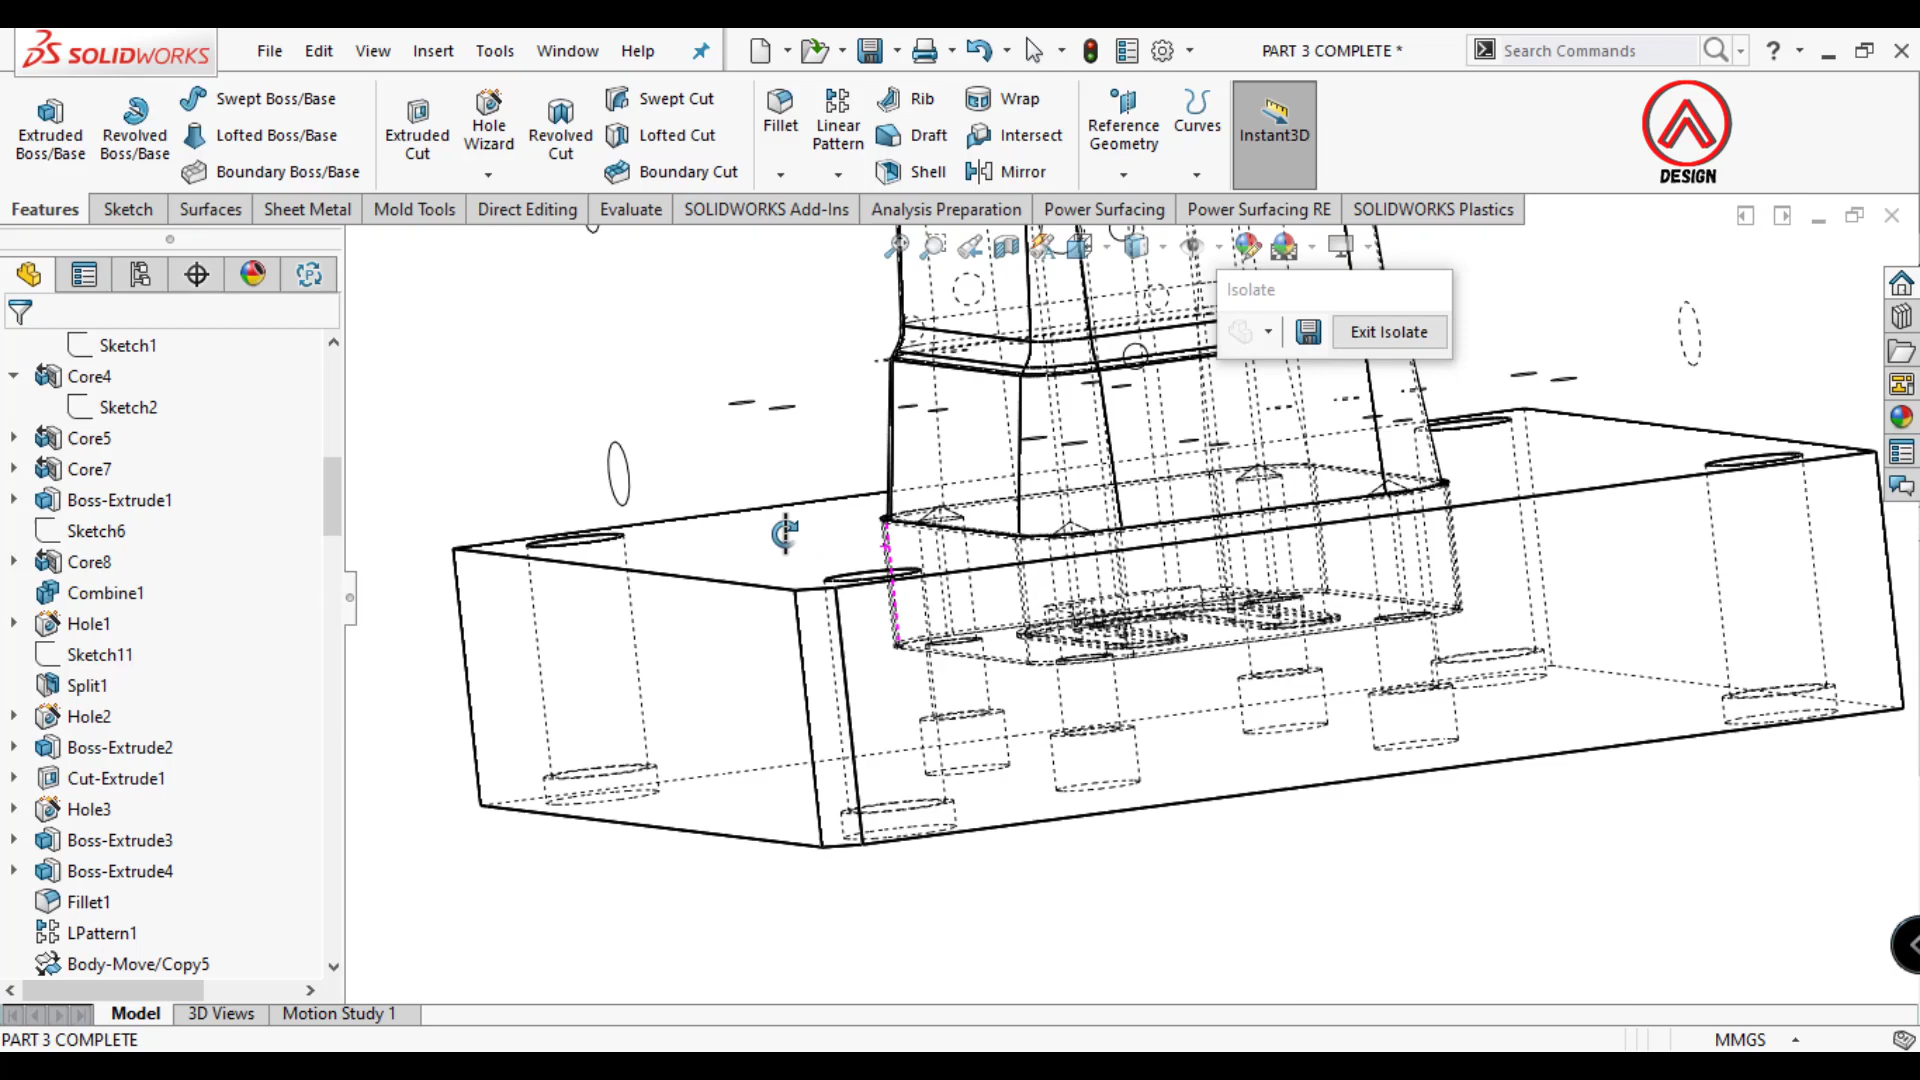 SOLIDWORKS File Edit View Insert Tools Window Help PART 3 COMPLETE * Search Commands ?
Extruded Boss/Base
Revolved Boss/Base
Swept Boss/Base
Lofted Boss/Base
Boundary Boss/Base
Extruded Cut
Hole Wizard
Revolved Cut
Swept Cut
Lofted Cut
Boundary Cut
Fillet
Linear Pattern
Rib
Draft
Shell
Wrap
Intersect
Mirror
Reference Geometry
Curves
Instant3D
DESIGN
Features Sketch Surfaces Sheet Metal Mold Tools Direct Editing Evaluate SOLIDWORKS Add-Ins Analysis Preparation Power Surfacing Power Surfacing RE SOLIDWORKS Plastics
Isolate
Exit Isolate
Sketch1
Core4
Sketch2
Core5
Core7
Boss-Extrude1
Sketch6
Core8
Combine1
Hole1
Sketch11
Split1
Hole2
Boss-Extrude2
Cut-Extrude1
Hole3
Boss-Extrude3
Boss-Extrude4
Fillet1
LPattern1
Body-Move/Copy5
Model 3D Views Motion Study 1
PART 3 COMPLETE MMGS